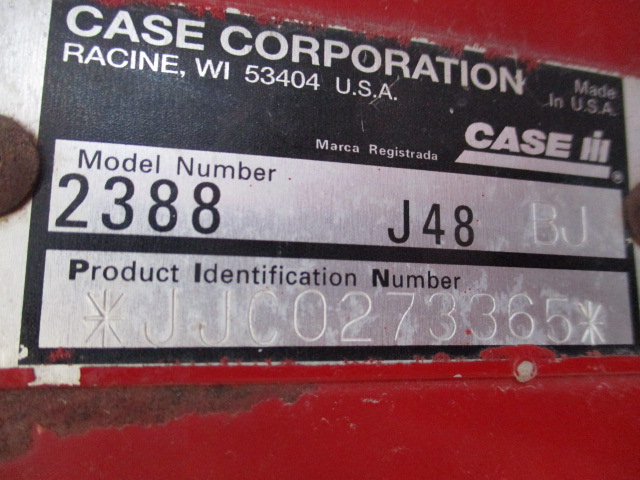 CASE CORPORATION
RACINE, WI 53404 U.S.A.
Made
In U.S.A.
Marca Registrada
CASE IH
®
Model Number
2388 J48 BJ
Product Identification Number
*JJC0273365*